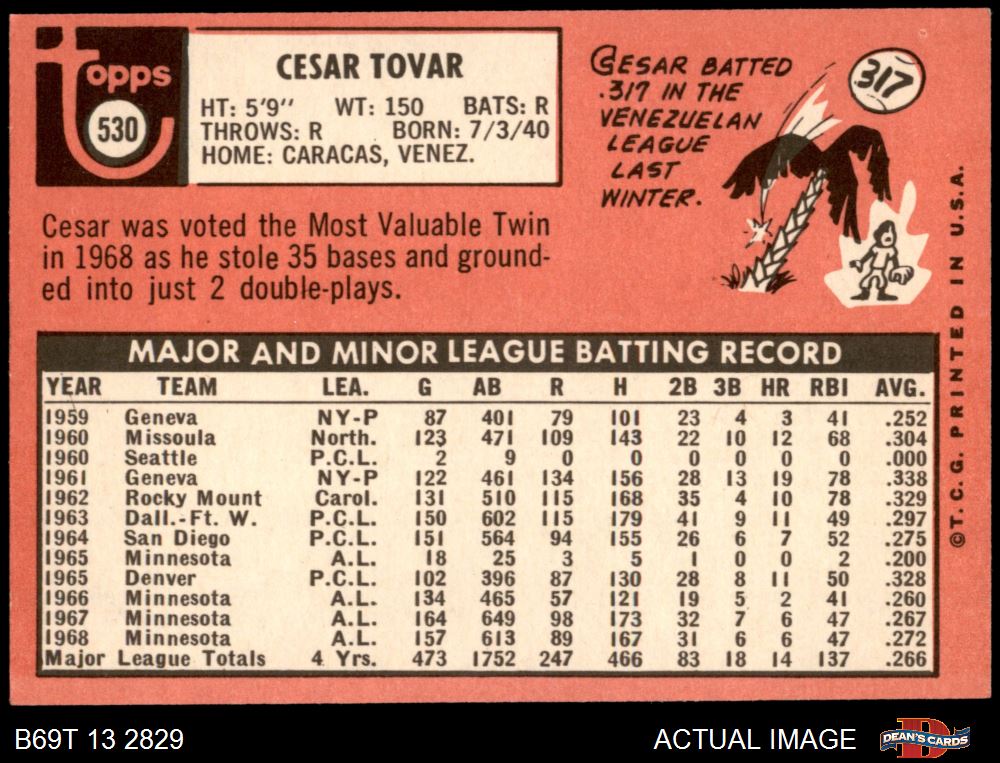 Topps
530
CESAR TOVAR
HT: 5'9" WT: 150 BATS: R
THROWS: R BORN: 7/3/40
HOME: CARACAS, VENEZ.
CESAR BATTED
.317 IN THE
VENEZUELAN
LEAGUE
LAST
WINTER.
317
Cesar was voted the Most Valuable Twin
in 1968 as he stole 35 bases and ground-
ed into just 2 double-plays.
MAJOR AND MINOR LEAGUE BATTING RECORD
YEAR TEAM LEA. G AB R H 2B 3B HR RBI AVG.
1959 Geneva NY-P 87 401 79 101 23 4 3 41 .252
1960 Missoula North. 123 471 109 143 22 10 12 68 .304
1960 Seattle P.C.L. 2 9 0 0 0 0 0 0 .000
1961 Geneva NY-P 122 461 134 156 28 13 19 78 .338
1962 Rocky Mount Carol. 131 510 115 168 35 4 10 78 .329
1963 Dall.-Ft. W. P.C.L. 150 602 115 179 41 9 11 49 .297
1964 San Diego P.C.L. 151 564 94 155 26 6 7 52 .275
1965 Minnesota A.L. 18 25 3 5 1 0 0 2 .200
1965 Denver P.C.L. 102 396 87 130 28 8 11 50 .328
1966 Minnesota A.L. 134 465 57 121 19 5 2 41 .260
1967 Minnesota A.L. 164 649 98 173 32 7 6 47 .267
1968 Minnesota A.L. 157 613 89 167 31 6 6 47 .272
Major League Totals 4 Yrs. 473 1752 247 466 83 18 14 137 .266
©T.C.G. PRINTED IN U.S.A.
B69T 13 2829
ACTUAL IMAGE
DEAN'S CARDS